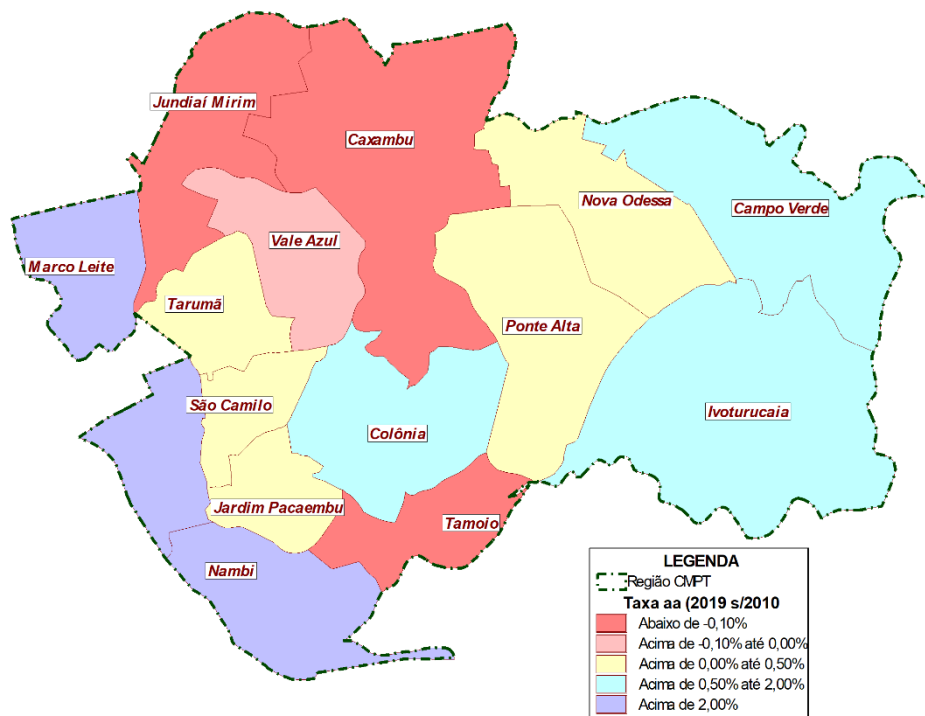 Jundiaí Mirim
Caxambu
Nova Odessa
Campo Verde
Vale Azul
Marco Leite
Tarumã
Ponte Alta
São Camilo
Ivoturucaia
Colônia
Jardim Pacaembu
Tamoio
Nambi
LEGENDA
Região CMPT
Taxa aa (2019 s/2010
Abaixo de -0,10%
Acima de -0,10% até 0,00%
Acima de 0,00% até 0,50%
Acima de 0,50% até 2,00%
Acima de 2,00%